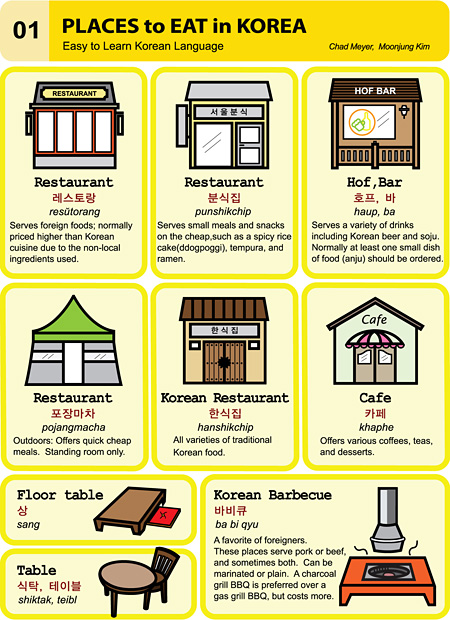 01
PLACES to EAT in KOREA
Easy to Learn Korean Language
Chad Meyer, Moonjung Kim
RESTAURANT
Restaurant
레스토랑
resūtorang
Serves foreign foods; normally
priced higher than Korean
cuisine due to the non-local
ingredients used.
서울분식
Restaurant
분식집
punshikchip
Serves small meals and snacks
on the cheap,such as a spicy rice
cake(ddogpoggi), tempura, and
ramen.
HOF BAR
Hof,Bar
호프, 바
haup, ba
Serves a variety of drinks
including Korean beer and soju.
Normally at least one small dish
of food (anju) should be ordered.
Restaurant
포장마차
pojangmacha
Outdoors: Offers quick cheap
meals. Standing room only.
한식집
Korean Restaurant
한식집
hanshikchip
All varieties of traditional
Korean food.
Cafe
Cafe
카페
khaphe
Offers various coffees, teas,
and desserts.
Floor table
상
sang
Table
식탁, 테이블
shiktak, teibl
Korean Barbecue
바비큐
ba bi qyu
A favorite of foreigners.
These places serve pork or beef,
and sometimes both. Can be
marinated or plain. A charcoal
grill BBQ is preferred over a
gas grill BBQ, but costs more.